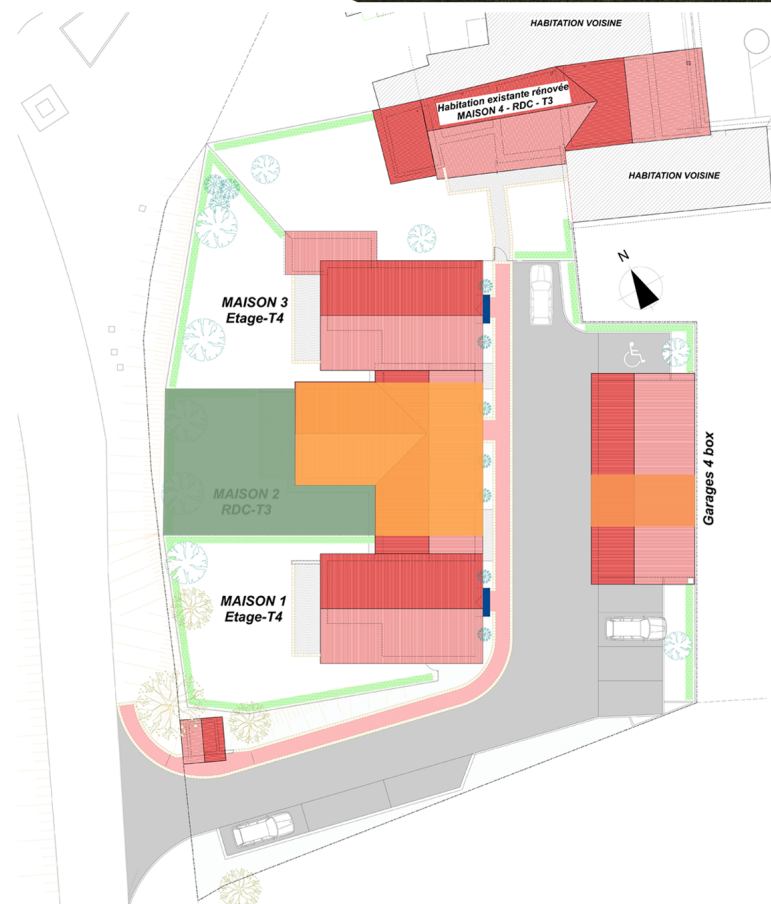 HABITATION VOISINE
Habitation existante rénovée
MAISON 4 - RDC - T3
HABITATION VOISINE
N
MAISON 3
Etage-T4
MAISON 2
RDC-T3
Garages 4 box
MAISON 1
Etage-T4